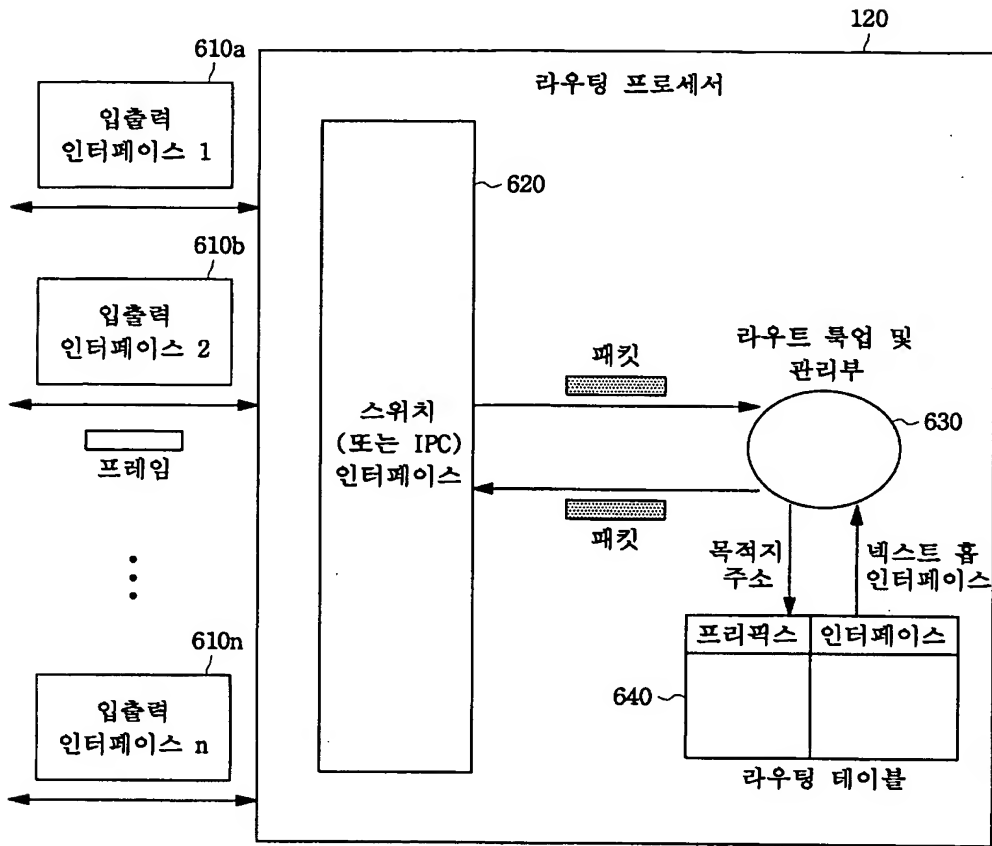 120
라우팅 프로세서
610a
입출력
인터페이스 1
620
610b
입출력
인터페이스 2
프레임
스위치
(또는 IPC)
인터페이스
패킷
패킷
라우트 룩업 및
관리부
630
목적지
주소
넥스트 홉
인터페이스
프리픽스 인터페이스
640
라우팅 테이블
610n
입출력
인터페이스 n